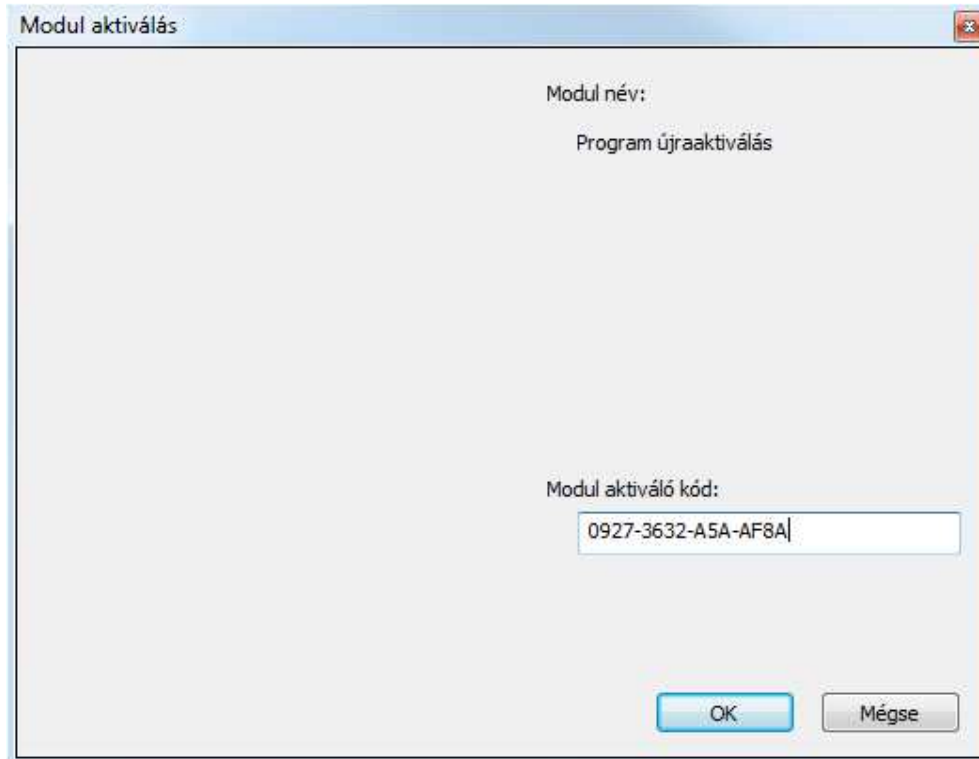 Modul aktiválás
Modul név:
Program újraaktiválás
Modul aktiváló kód:
0927-3632-A5A-AF8A
OK Mégse